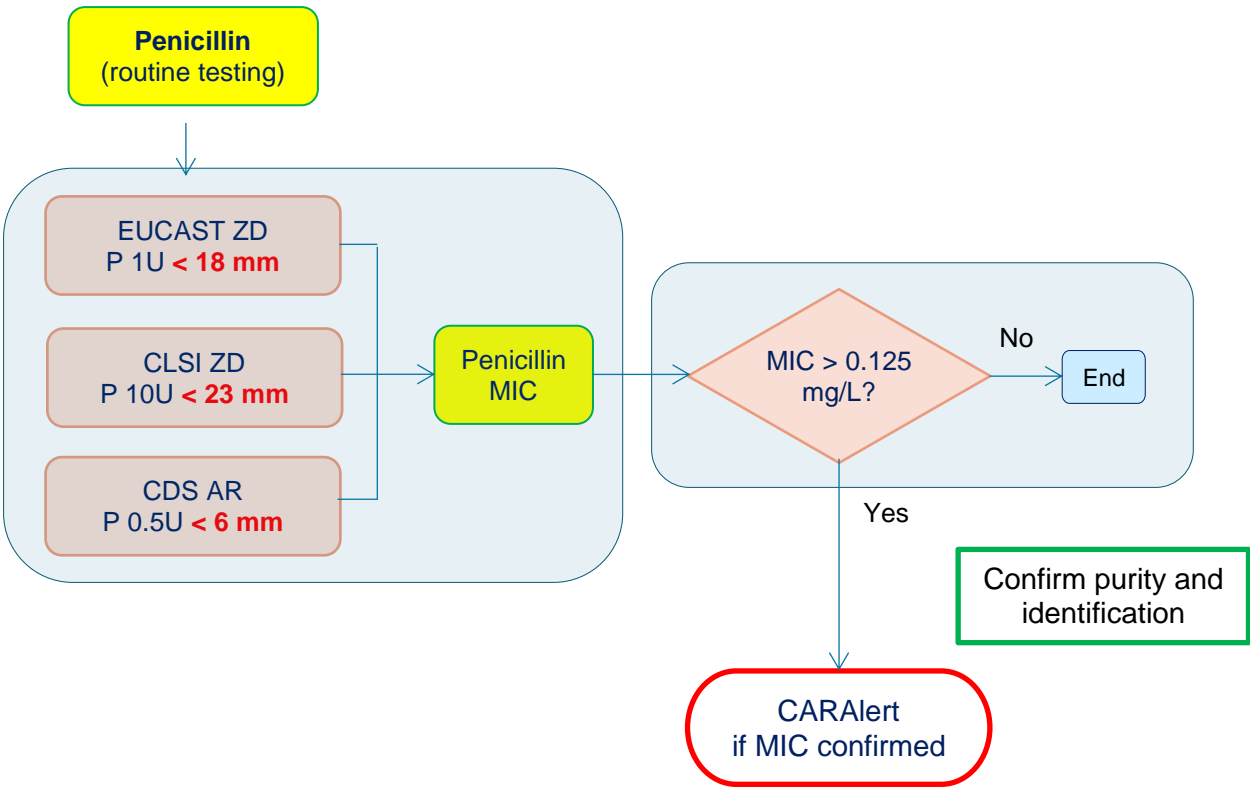 Penicillin
(routine testing)
EUCAST ZD
P 1U < 18 mm
CLSI ZD
P 10U < 23 mm
CDS AR
P 0.5U < 6 mm
Penicillin
MIC
MIC > 0.125
mg/L?
No
End
Yes
Confirm purity and
identification
CARAlert
if MIC confirmed